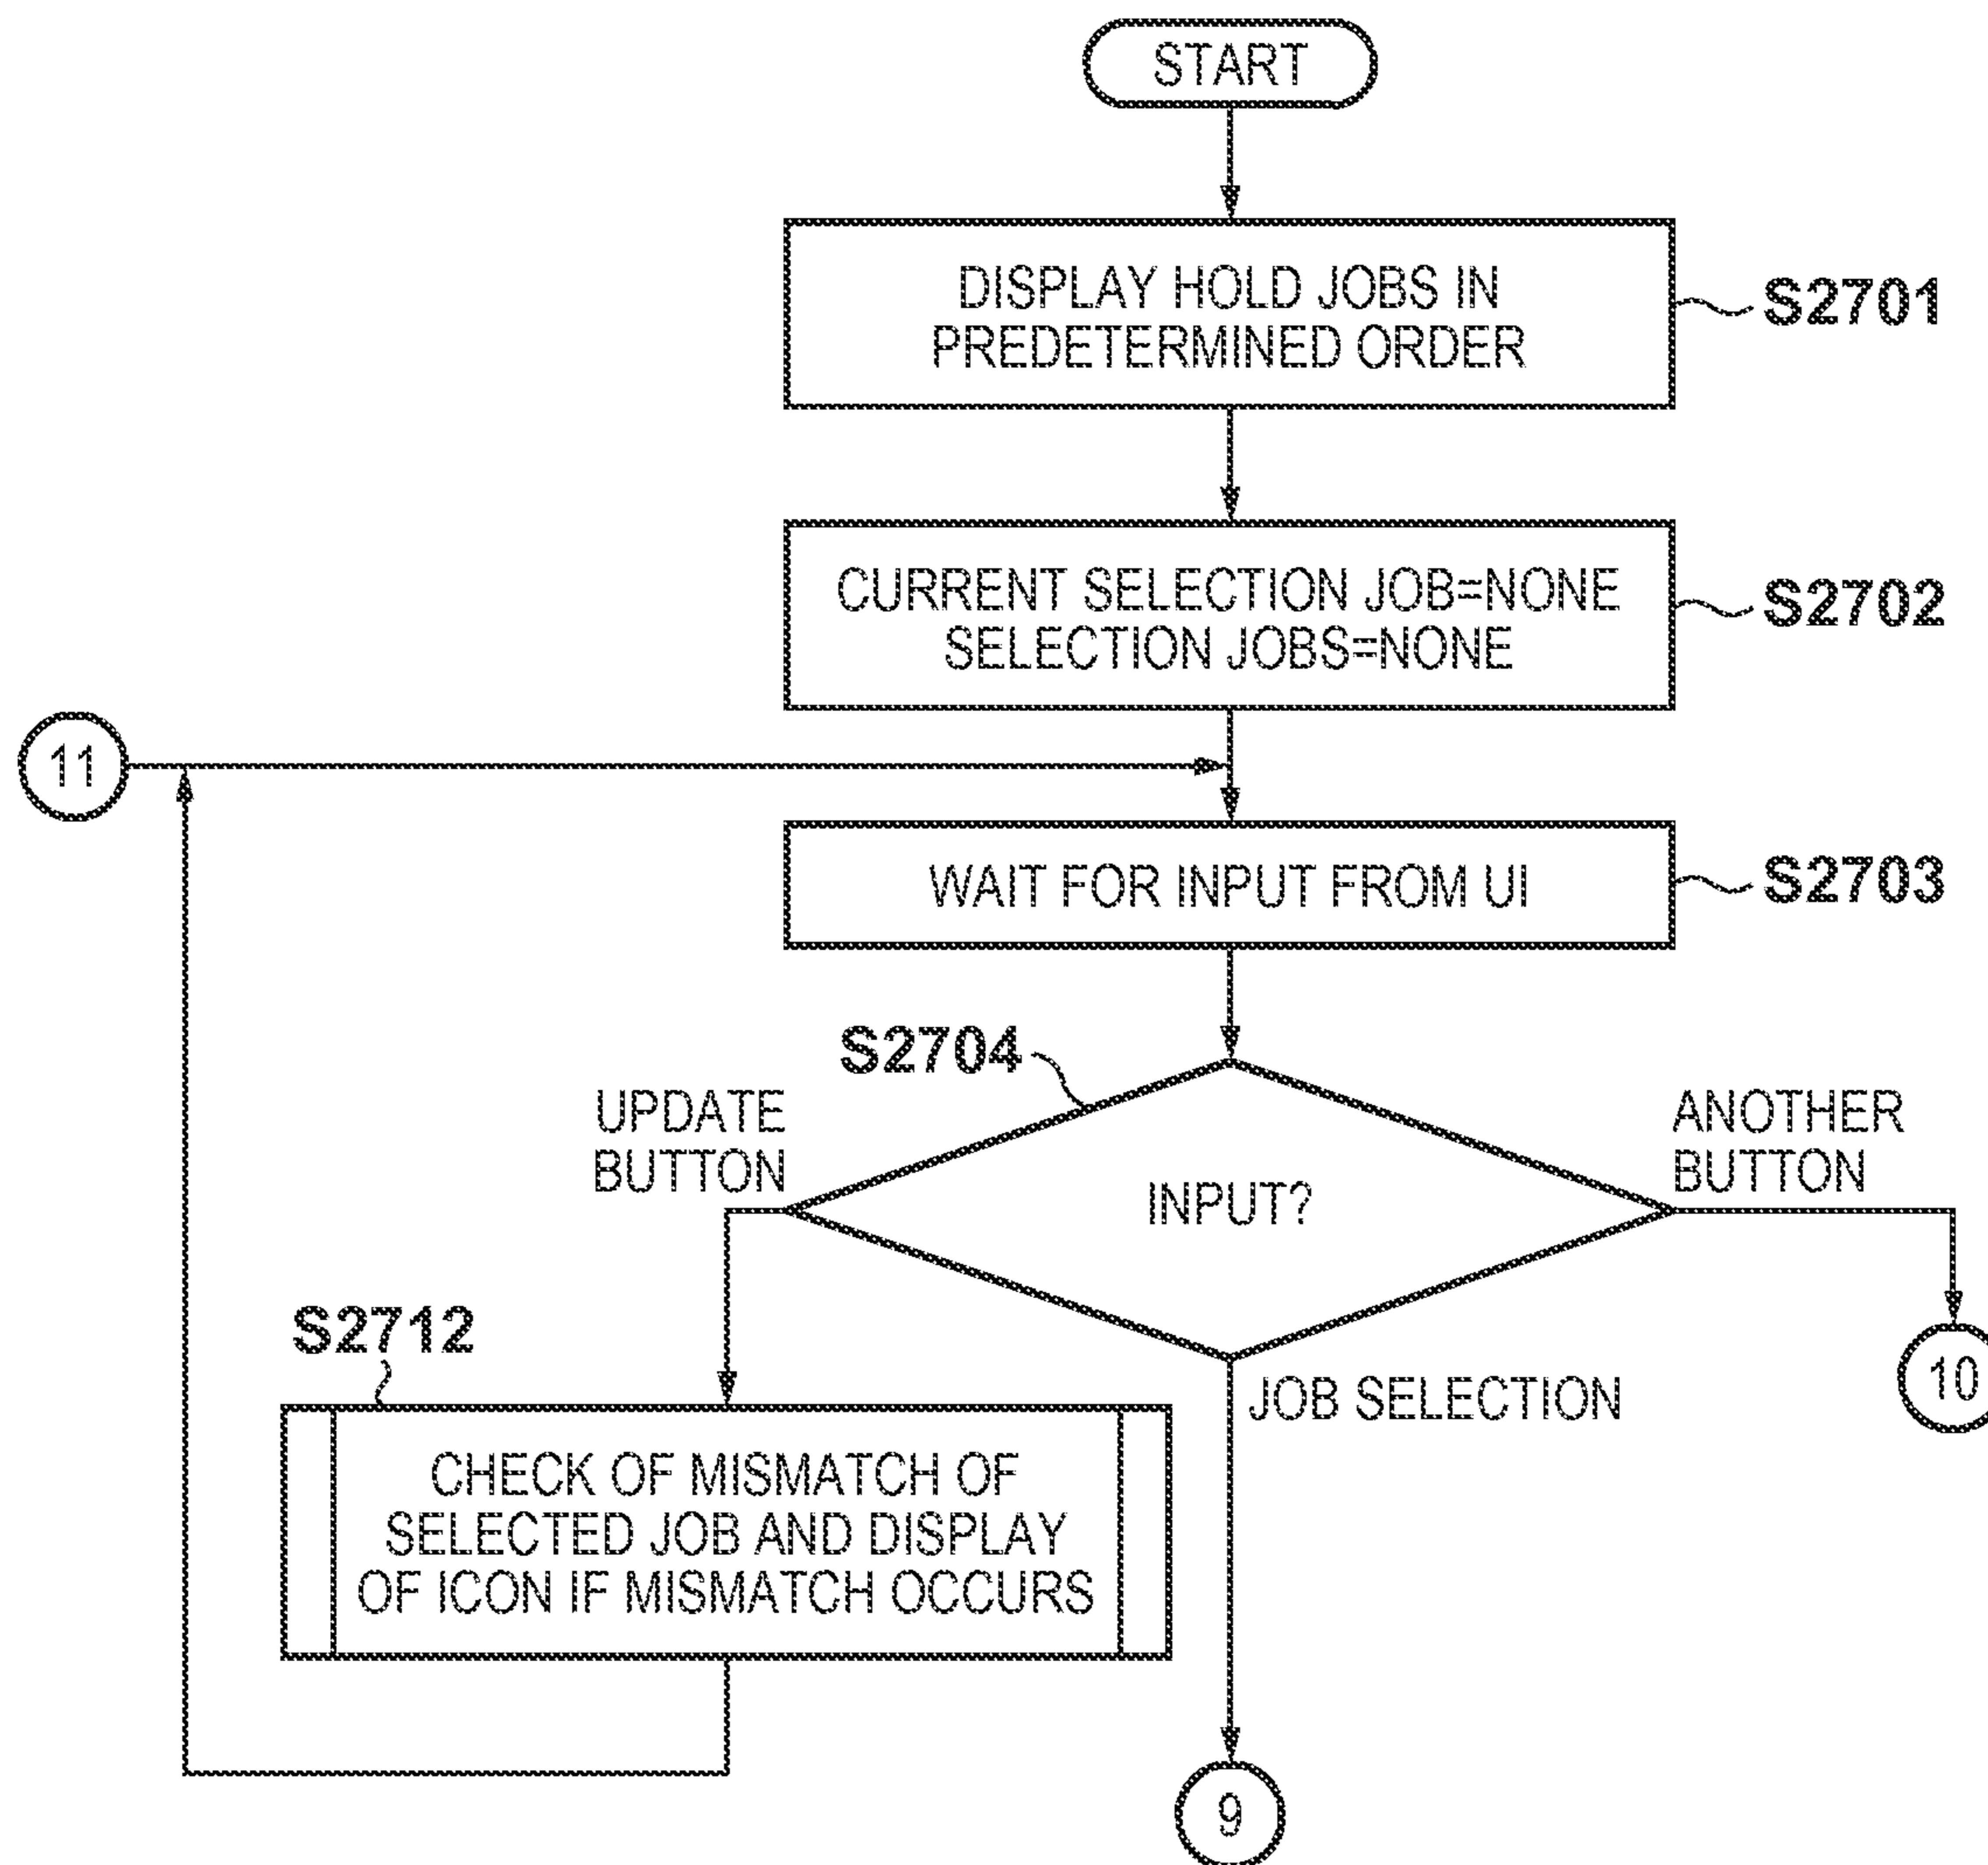 START
DISPLAY HOLD JOBS IN
PREDETERMINED ORDER
S2701
CURRENT SELECTION JOB=NONE
SELECTION JOBS=NONE
S2702
11
WAIT FOR INPUT FROM UI
S2703
S2704
UPDATE
BUTTON
INPUT?
ANOTHER
BUTTON
S2712
JOB SELECTION
10
CHECK OF MISMATCH OF
SELECTED JOB AND DISPLAY
OF ICON IF MISMATCH OCCURS
9